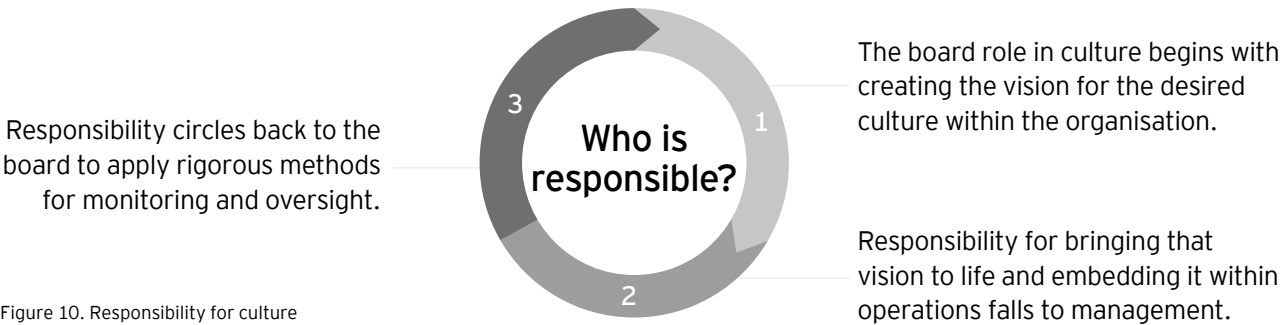 Who is
responsible?
1
The board role in culture begins with
creating the vision for the desired
culture within the organisation.
2
Responsibility for bringing that
vision to life and embedding it within
operations falls to management.
3
Responsibility circles back to the
board to apply rigorous methods
for monitoring and oversight.
Figure 10. Responsibility for culture